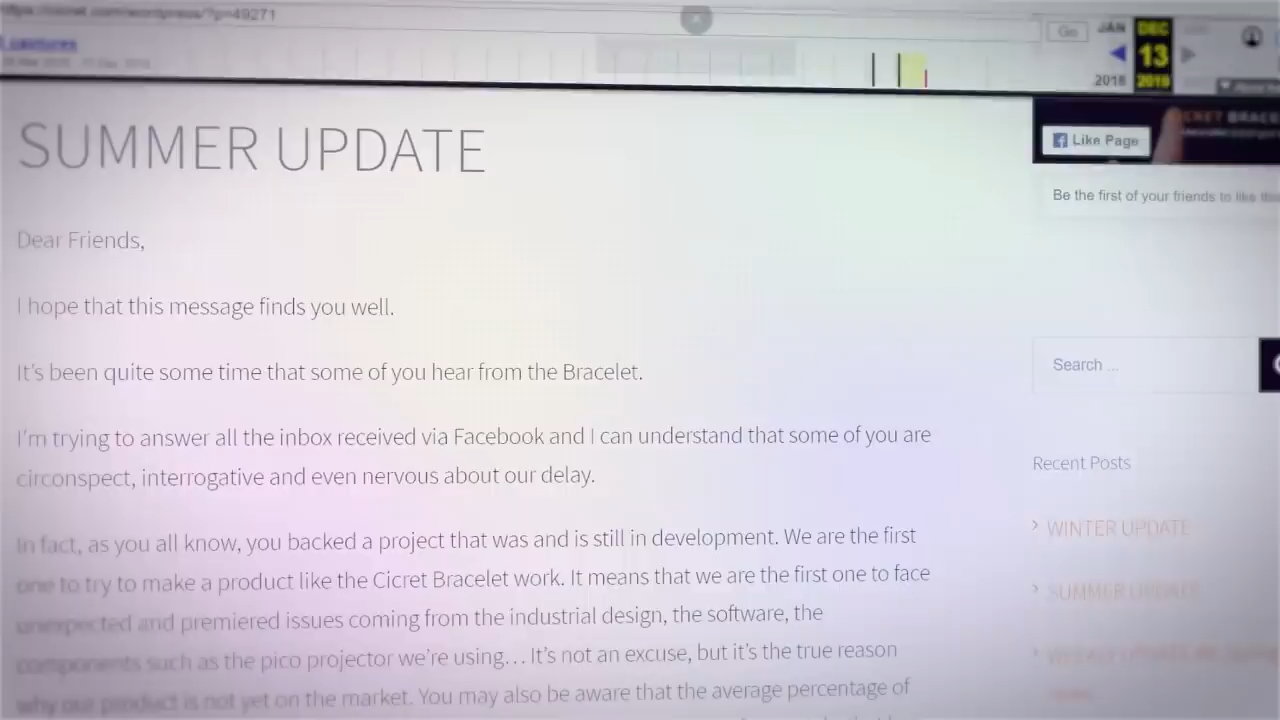 49271
Go
JAN
DEC
13
2018
2019
SUMMER UPDATE
Like Page
Be the first of your friends to like this
Dear Friends,
I hope that this message finds you well.
It's been quite some time that some of you hear from the Bracelet.
Search ...
I'm trying to answer all the inbox received via Facebook and I can understand that some of you are
circonspect, interrogative and even nervous about our delay.
Recent Posts
In fact, as you all know, you backed a project that was and is still in development. We are the first
one to try to make a product like the Cicret Bracelet work. It means that we are the first one to face
unexpected and premiered issues coming from the industrial design, the software, the
components such as the pico projector we're using... It's not an excuse, but it's the true reason
why our product is not yet on the market. You may also be aware that the average percentage of
WINTER UPDATE
SUMMER UPDATE